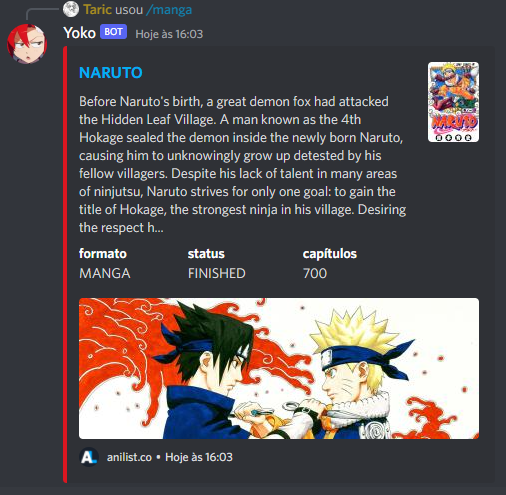 Taric usou /manga
Yoko BOT Hoje às 16:03
NARUTO
Before Naruto's birth, a great demon fox had attacked
the Hidden Leaf Village. A man known as the 4th
Hokage sealed the demon inside the newly born Naruto,
causing him to unknowingly grow up detested by his
fellow villagers. Despite his lack of talent in many areas
of ninjutsu, Naruto strives for only one goal: to gain the
title of Hokage, the strongest ninja in his village. Desiring
the respect h...
NARUTO
formato status capítulos
MANGA FINISHED 700
AL anilist.co • Hoje às 16:03